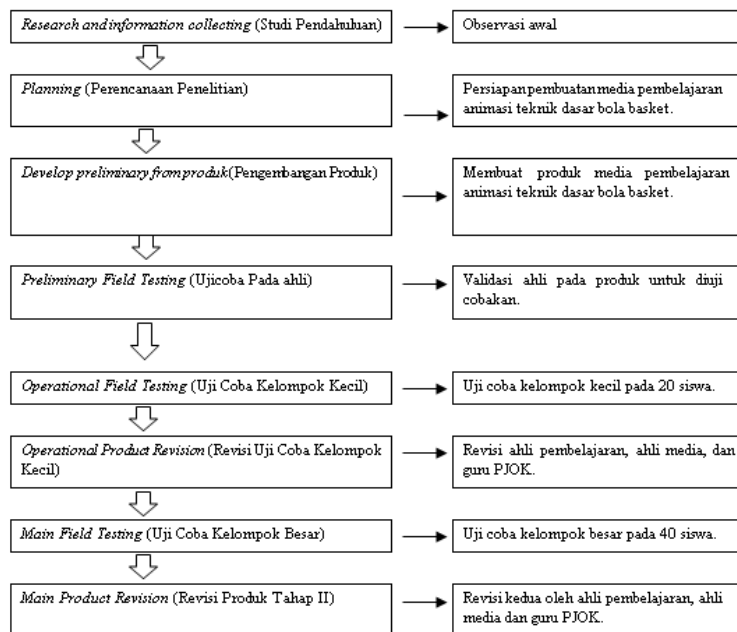 Research and information collecting (Studi Pendahuluan)
Observasi awal
Planning (Perencanaan Penelitian)
Persiapan pembuatan media pembelajaran
animasi teknik dasar bola basket.
Develop preliminary from produk(Pengembangan Produk)
Membuat produk media pembelajaran
animasi teknik dasar bola basket.
Preliminary Field Testing (Ujicoba Pada ahli)
Validasi ahli pada produk untuk diuji
cobakan.
Operational Field Testing (Uji Coba Kelompok Kecil)
Uji coba kelompok kecil pada 20 siswa.
Operational Product Revision (Revisi Uji Coba Kelompok
Kecil)
Revisi ahli pembelajaran, ahli media, dan
guru PJOK.
Main Field Testing (Uji Coba Kelompok Besar)
Uji coba kelompok besar pada 40 siswa.
Main Product Revision (Revisi Produk Tahap II)
Revisi kedua oleh ahli pembelajaran, ahli
media dan guru PJOK.